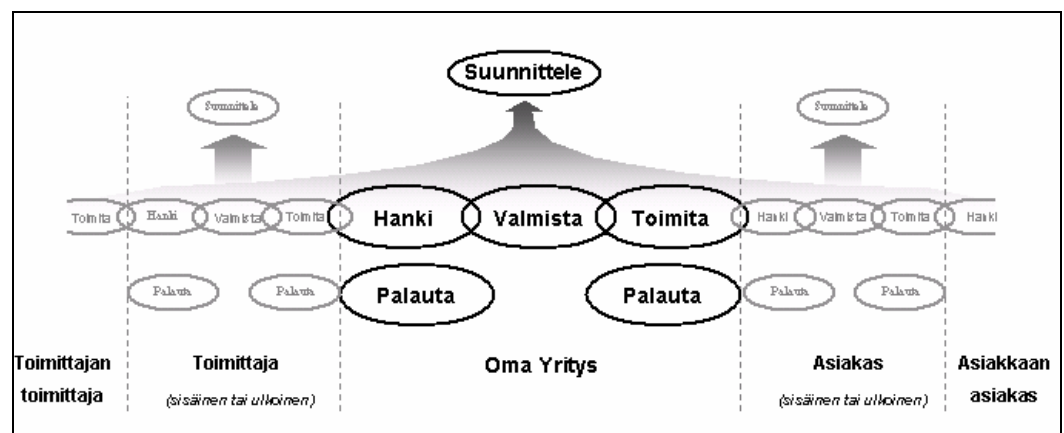 Suunnittele
Suunnittele
Suunnittele
Toimita Hanki Valmista Toimita Hanki Valmista Toimita Hanki Valmista Toimita Hanki
Palauta Palauta Palauta Palauta Palauta Palauta
Toimittajan toimittaja
Toimittaja
(sisäinen tai ulkoinen)
Oma Yritys
Asiakas
(sisäinen tai ulkoinen)
Asiakkaan asiakas